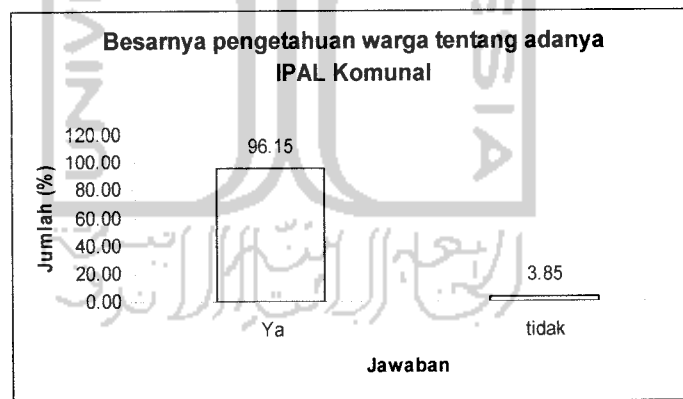 Besarnya pengetahuan warga tentang adanya
IPAL Komunal
Jumlah (%)
120.00
100.00
80.00
60.00
40.00
20.00
0.00
96.15
3.85
Ya
tidak
Jawaban